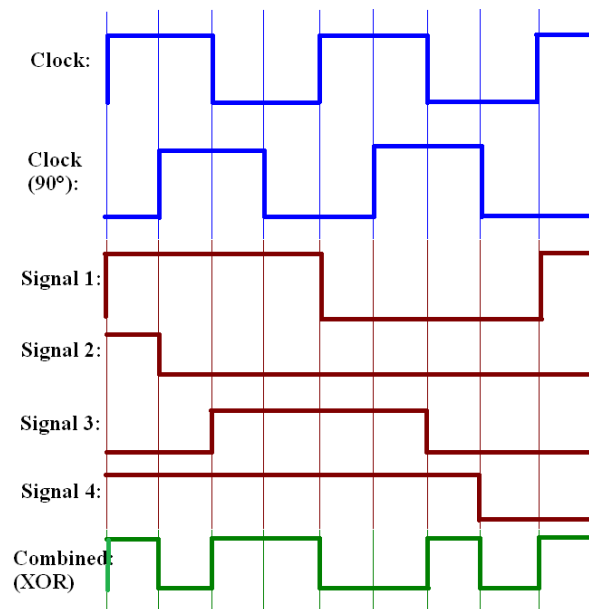 Clock:
Clock
(90°):
Signal 1:
Signal 2:
Signal 3:
Signal 4:
Combined:
(XOR)